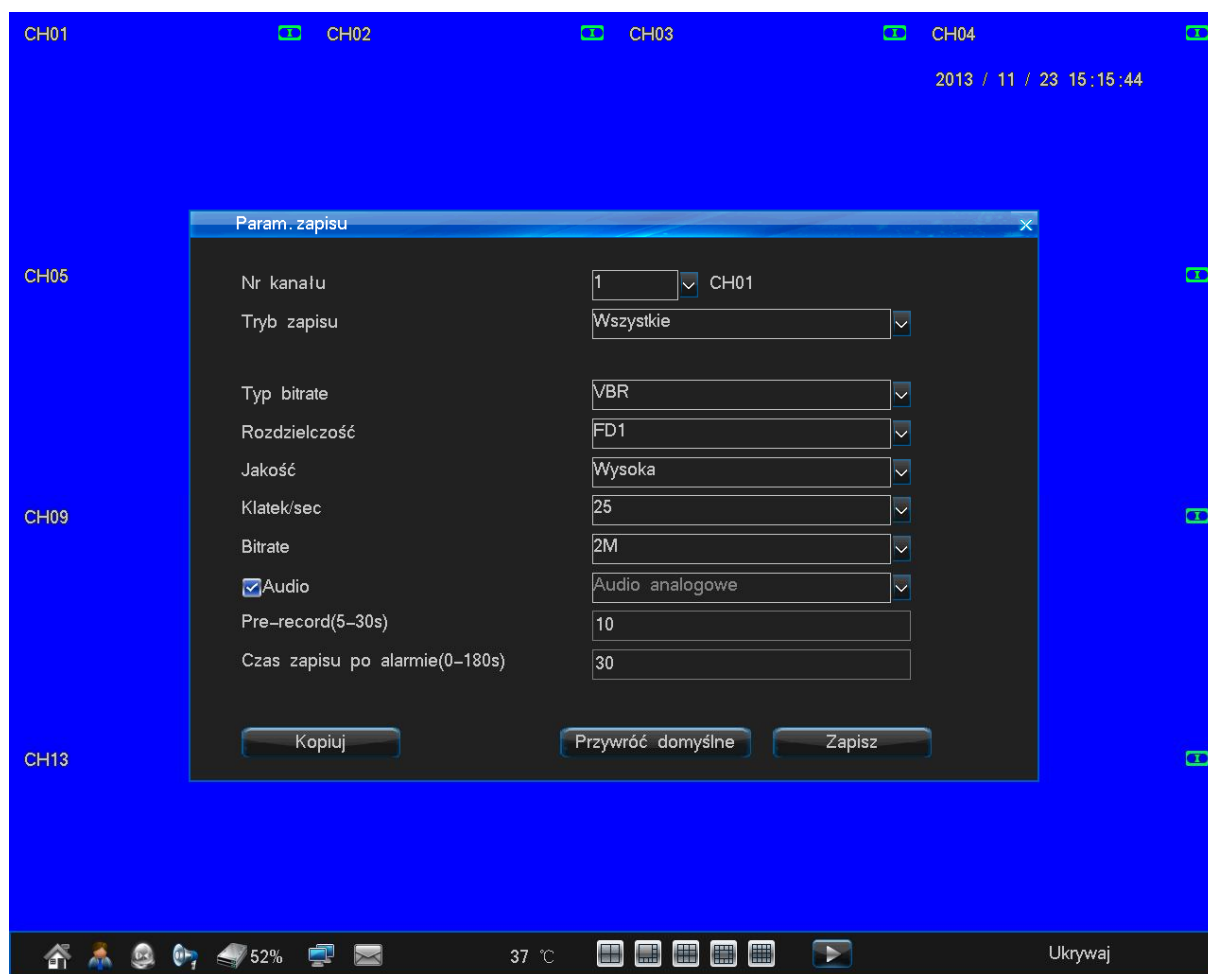 CH01 CH02 CH03 CH04
2013 / 11 / 23 15:15:44
Param.zapisu
CH05
Nr kanału 1 CH01
Tryb zapisu Wszystkie
Typ bitrate VBR
Rozdzielczość FD1
Jakość Wysoka
Klatek/sec 25
CH09
Bitrate 2M
Audio Audio analogowe
Pre-record(5-30s) 10
Czas zapisu po alarmie(0-180s) 30
Kopiuj Przywróć domyślne Zapisz
CH13
52% 37 °C Ukrywaj